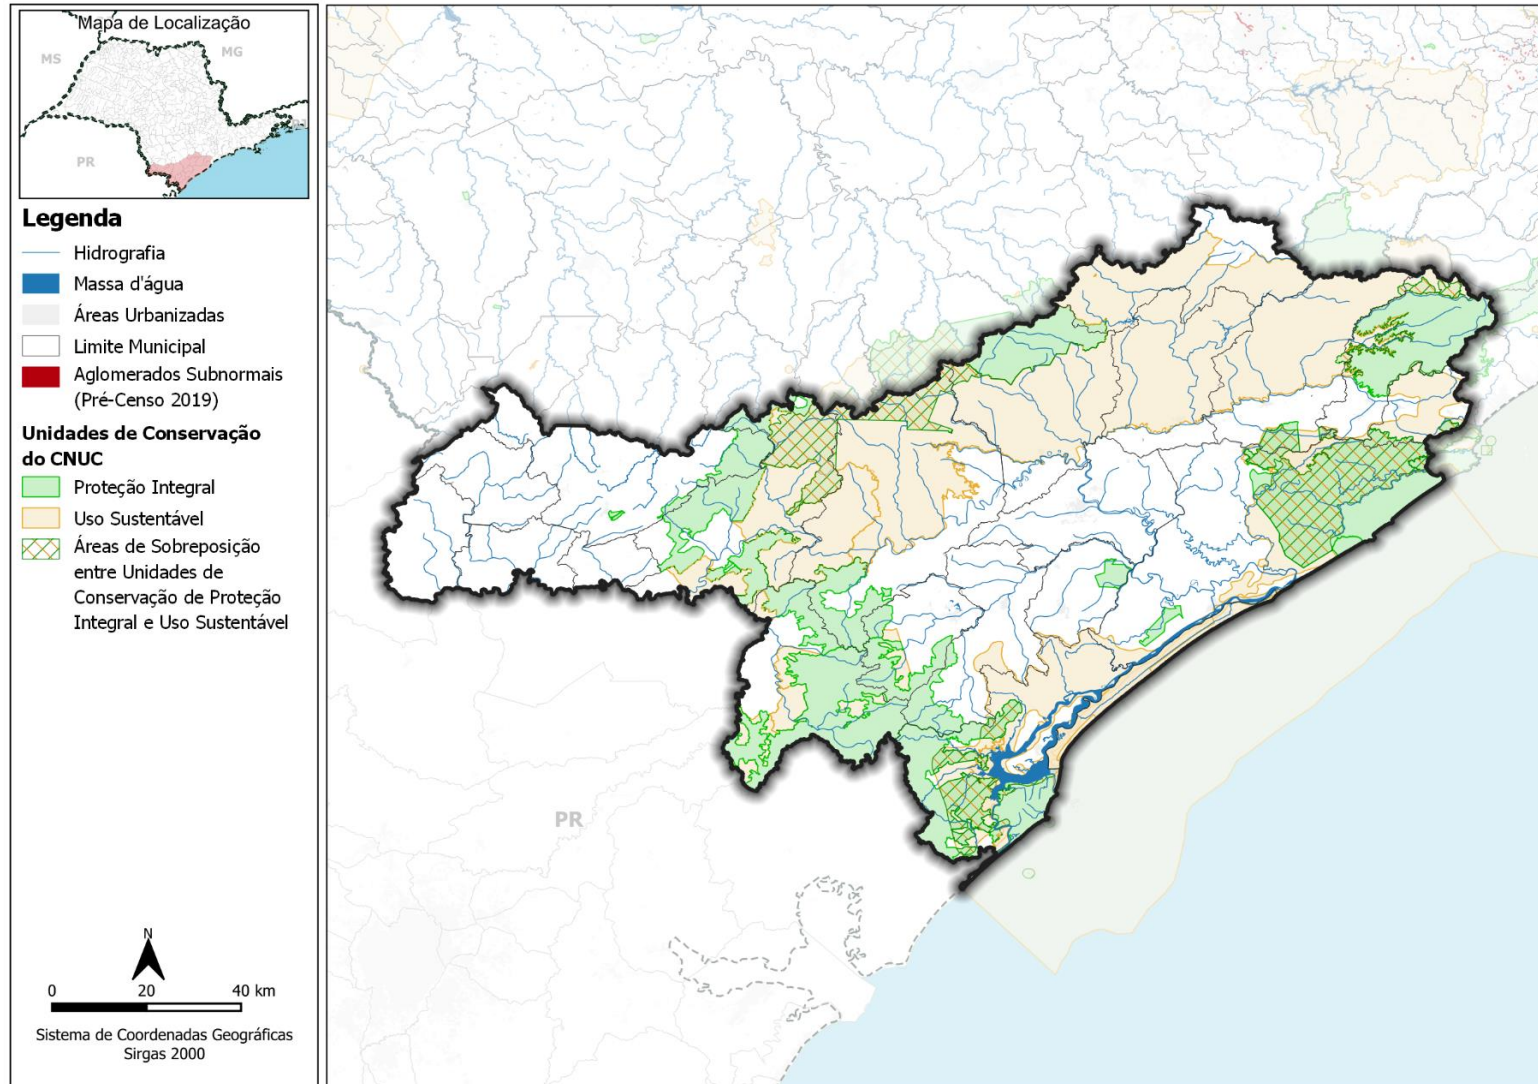 Mapa de Localização
MS
MG
RJ
PR
Legenda
Hidrografia
Massa d'água
Áreas Urbanizadas
Limite Municipal
Aglomerados Subnormais
(Pré-Censo 2019)
Unidades de Conservação
do CNUC
Proteção Integral
Uso Sustentável
Áreas de Sobreposição
entre Unidades de
Conservação de Proteção
Integral e Uso Sustentável
N
0 20 40 km
Sistema de Coordenadas Geográficas
Sirgas 2000
PR